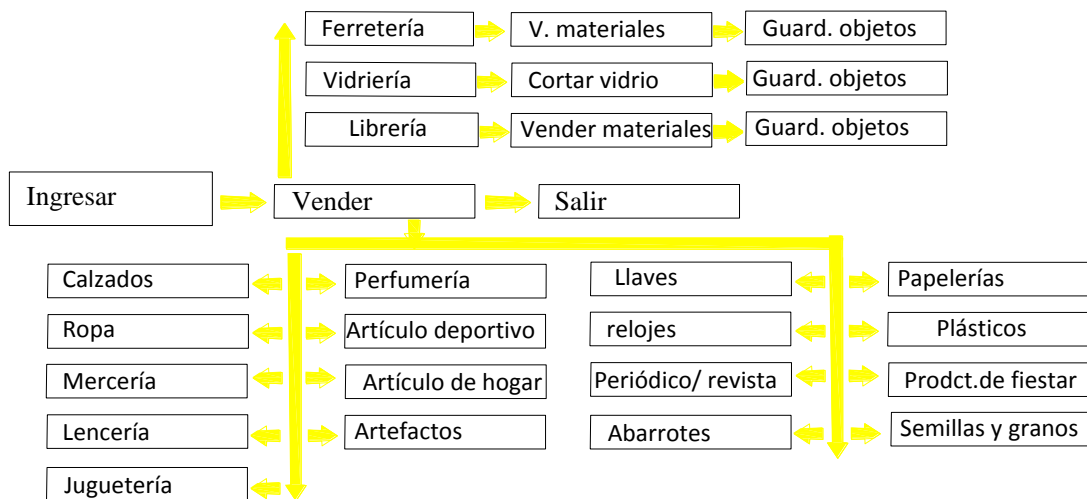 Ferretería
V. materiales
Guard. objetos
Vidriería
Cortar vidrio
Guard. objetos
Librería
Vender materiales
Guard. objetos
Ingresar
Vender
Salir
Calzados
Perfumería
Llaves
Papelerías
Ropa
Artículo deportivo
relojes
Plásticos
Mercería
Artículo de hogar
Periódico/ revista
Prodct.de fiestar
Lencería
Artefactos
Abarrotes
Semillas y granos
Juguetería